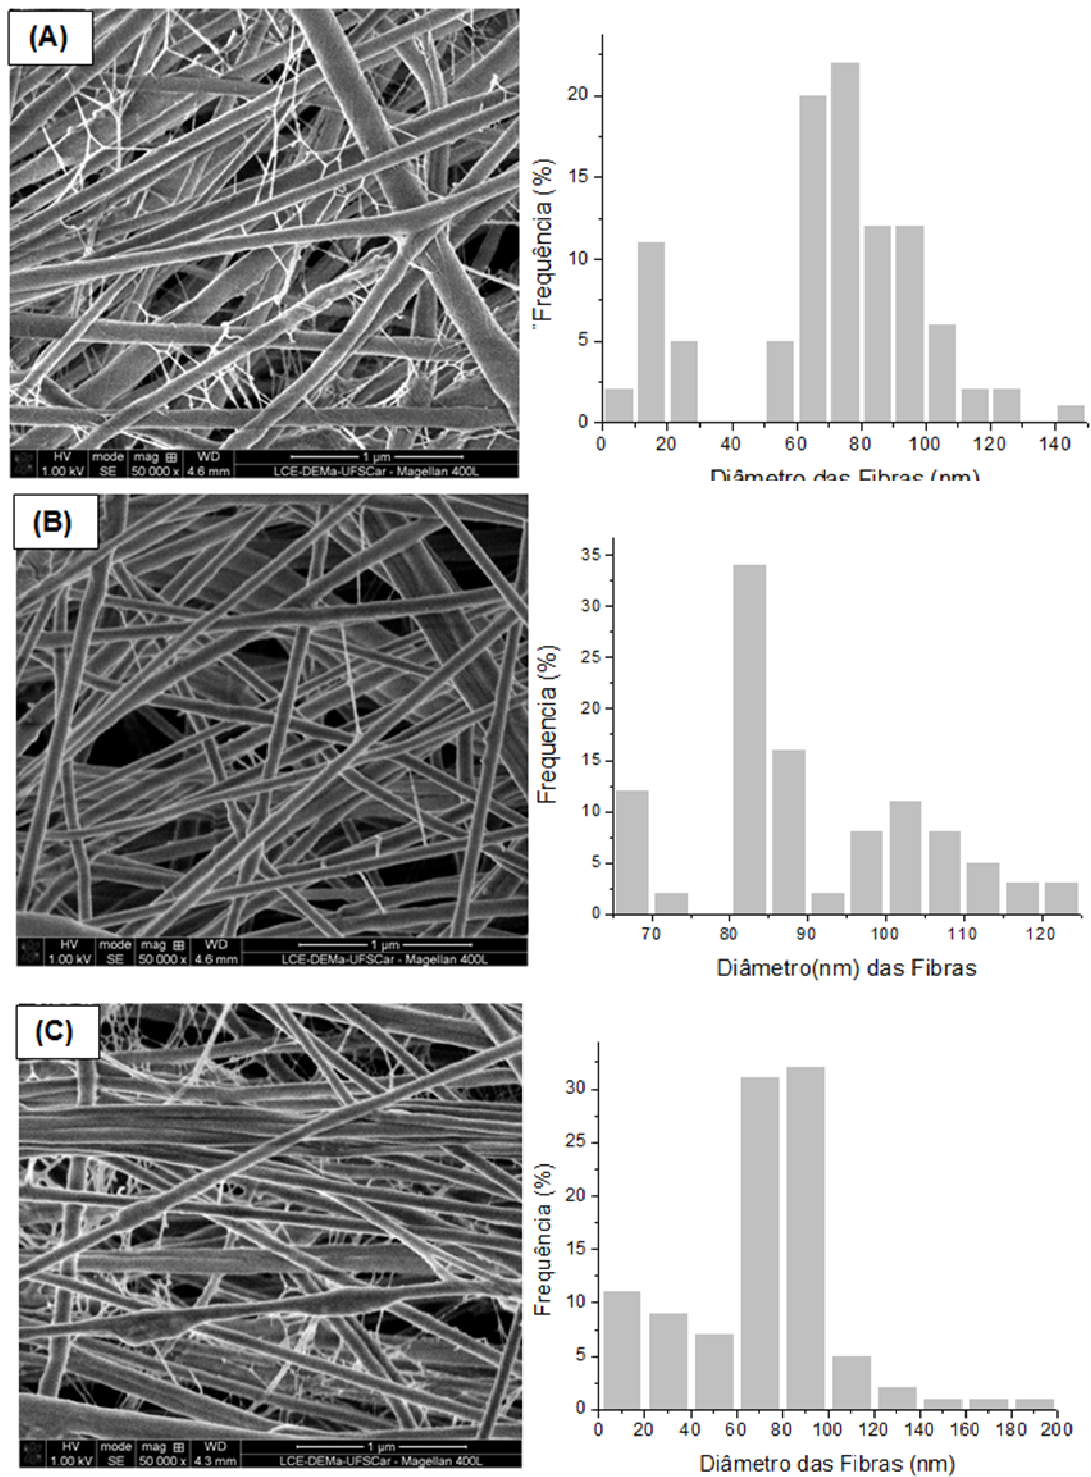 (A)
"Frequência (%)
20
15
10
5
0
0 20 40 60 80 100 120 140
Diâmetro das Fibras (nm)
HV mode mag ⊞ WD 1 µm
1.00 kV SE 50 000 x 4.6 mm LCE-DEMa-UFSCar - Magellan 400L
(B)
Frequencia (%)
35
30
25
20
15
10
5
0
70 80 90 100 110 120
Diâmetro(nm) das Fibras
HV mode mag ⊞ WD 1 µm
1.00 kV SE 50 000 x 4.6 mm LCE-DEMa-UFSCar - Magellan 400L
(C)
Frequência (%)
30
25
20
15
10
5
0
0 20 40 60 80 100 120 140 160 180 200
Diâmetro das Fibras (nm)
HV mode mag ⊞ WD 1 µm
1.00 kV SE 50 000 x 4.3 mm LCE-DEMa-UFSCar - Magellan 400L